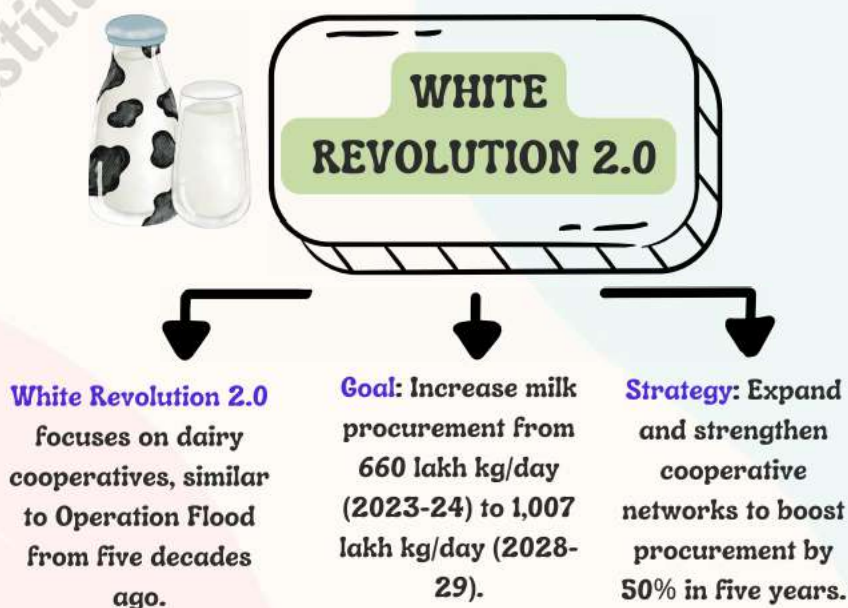 WHITE
REVOLUTION 2.0
White Revolution 2.0
focuses on dairy
cooperatives, similar
to Operation Flood
from five decades
ago.
Goal: Increase milk
procurement from
660 lakh kg/day
(2023-24) to 1,007
lakh kg/day (2028-
29).
Strategy: Expand
and strengthen
cooperative
networks to boost
procurement by
50% in five years.